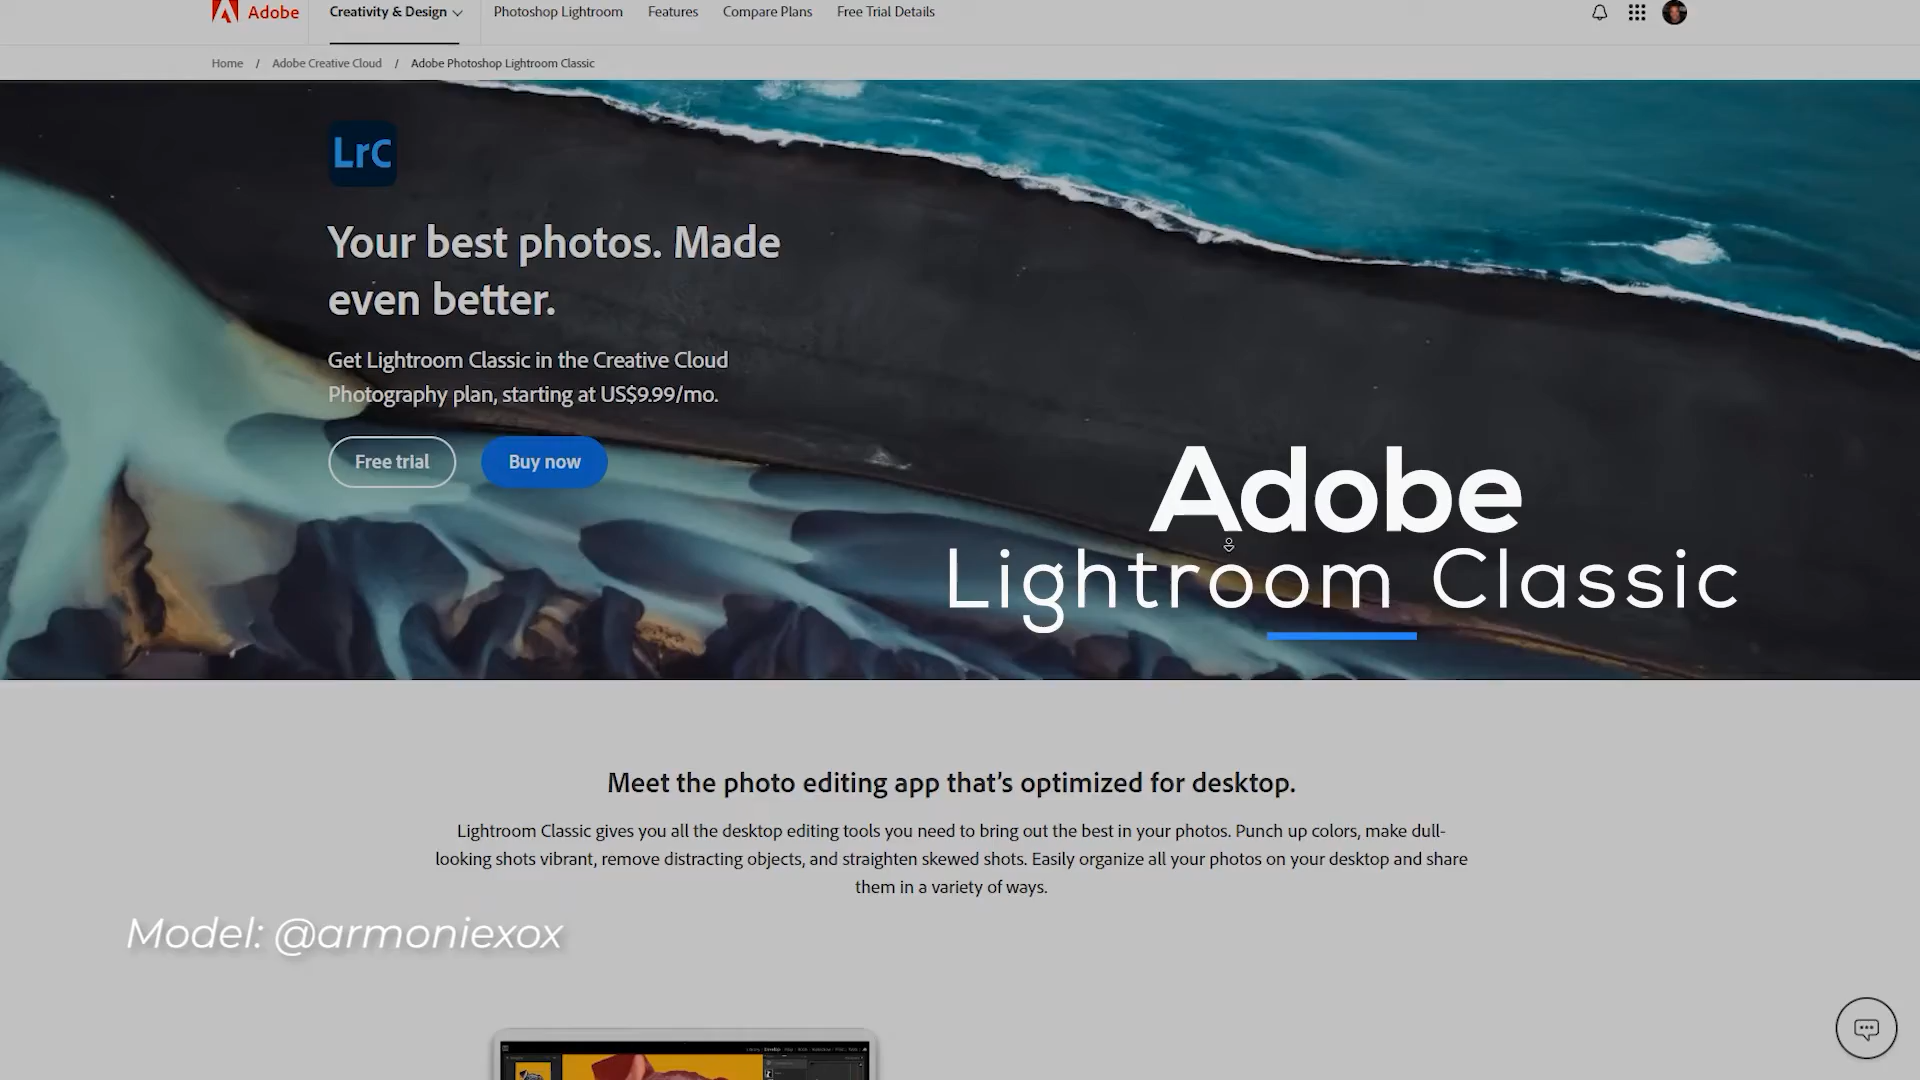 Adobe
Creativity & Design
Photoshop Lightroom
Features
Compare Plans
Free Trial Details
Home / Adobe Creative Cloud / Adobe Photoshop Lightroom Classic
LrC
Your best photos. Made
even better.
Get Lightroom Classic in the Creative Cloud
Photography plan, starting at US$9.99/mo.
Free trial
Buy now
Adobe
Lightroom Classic
Meet the photo editing app that's optimized for desktop.
Lightroom Classic gives you all the desktop editing tools you need to bring out the best in your photos. Punch up colors, make dull-
looking shots vibrant, remove distracting objects, and straighten skewed shots. Easily organize all your photos on your desktop and share
them in a variety of ways.
Model: @armoniexox